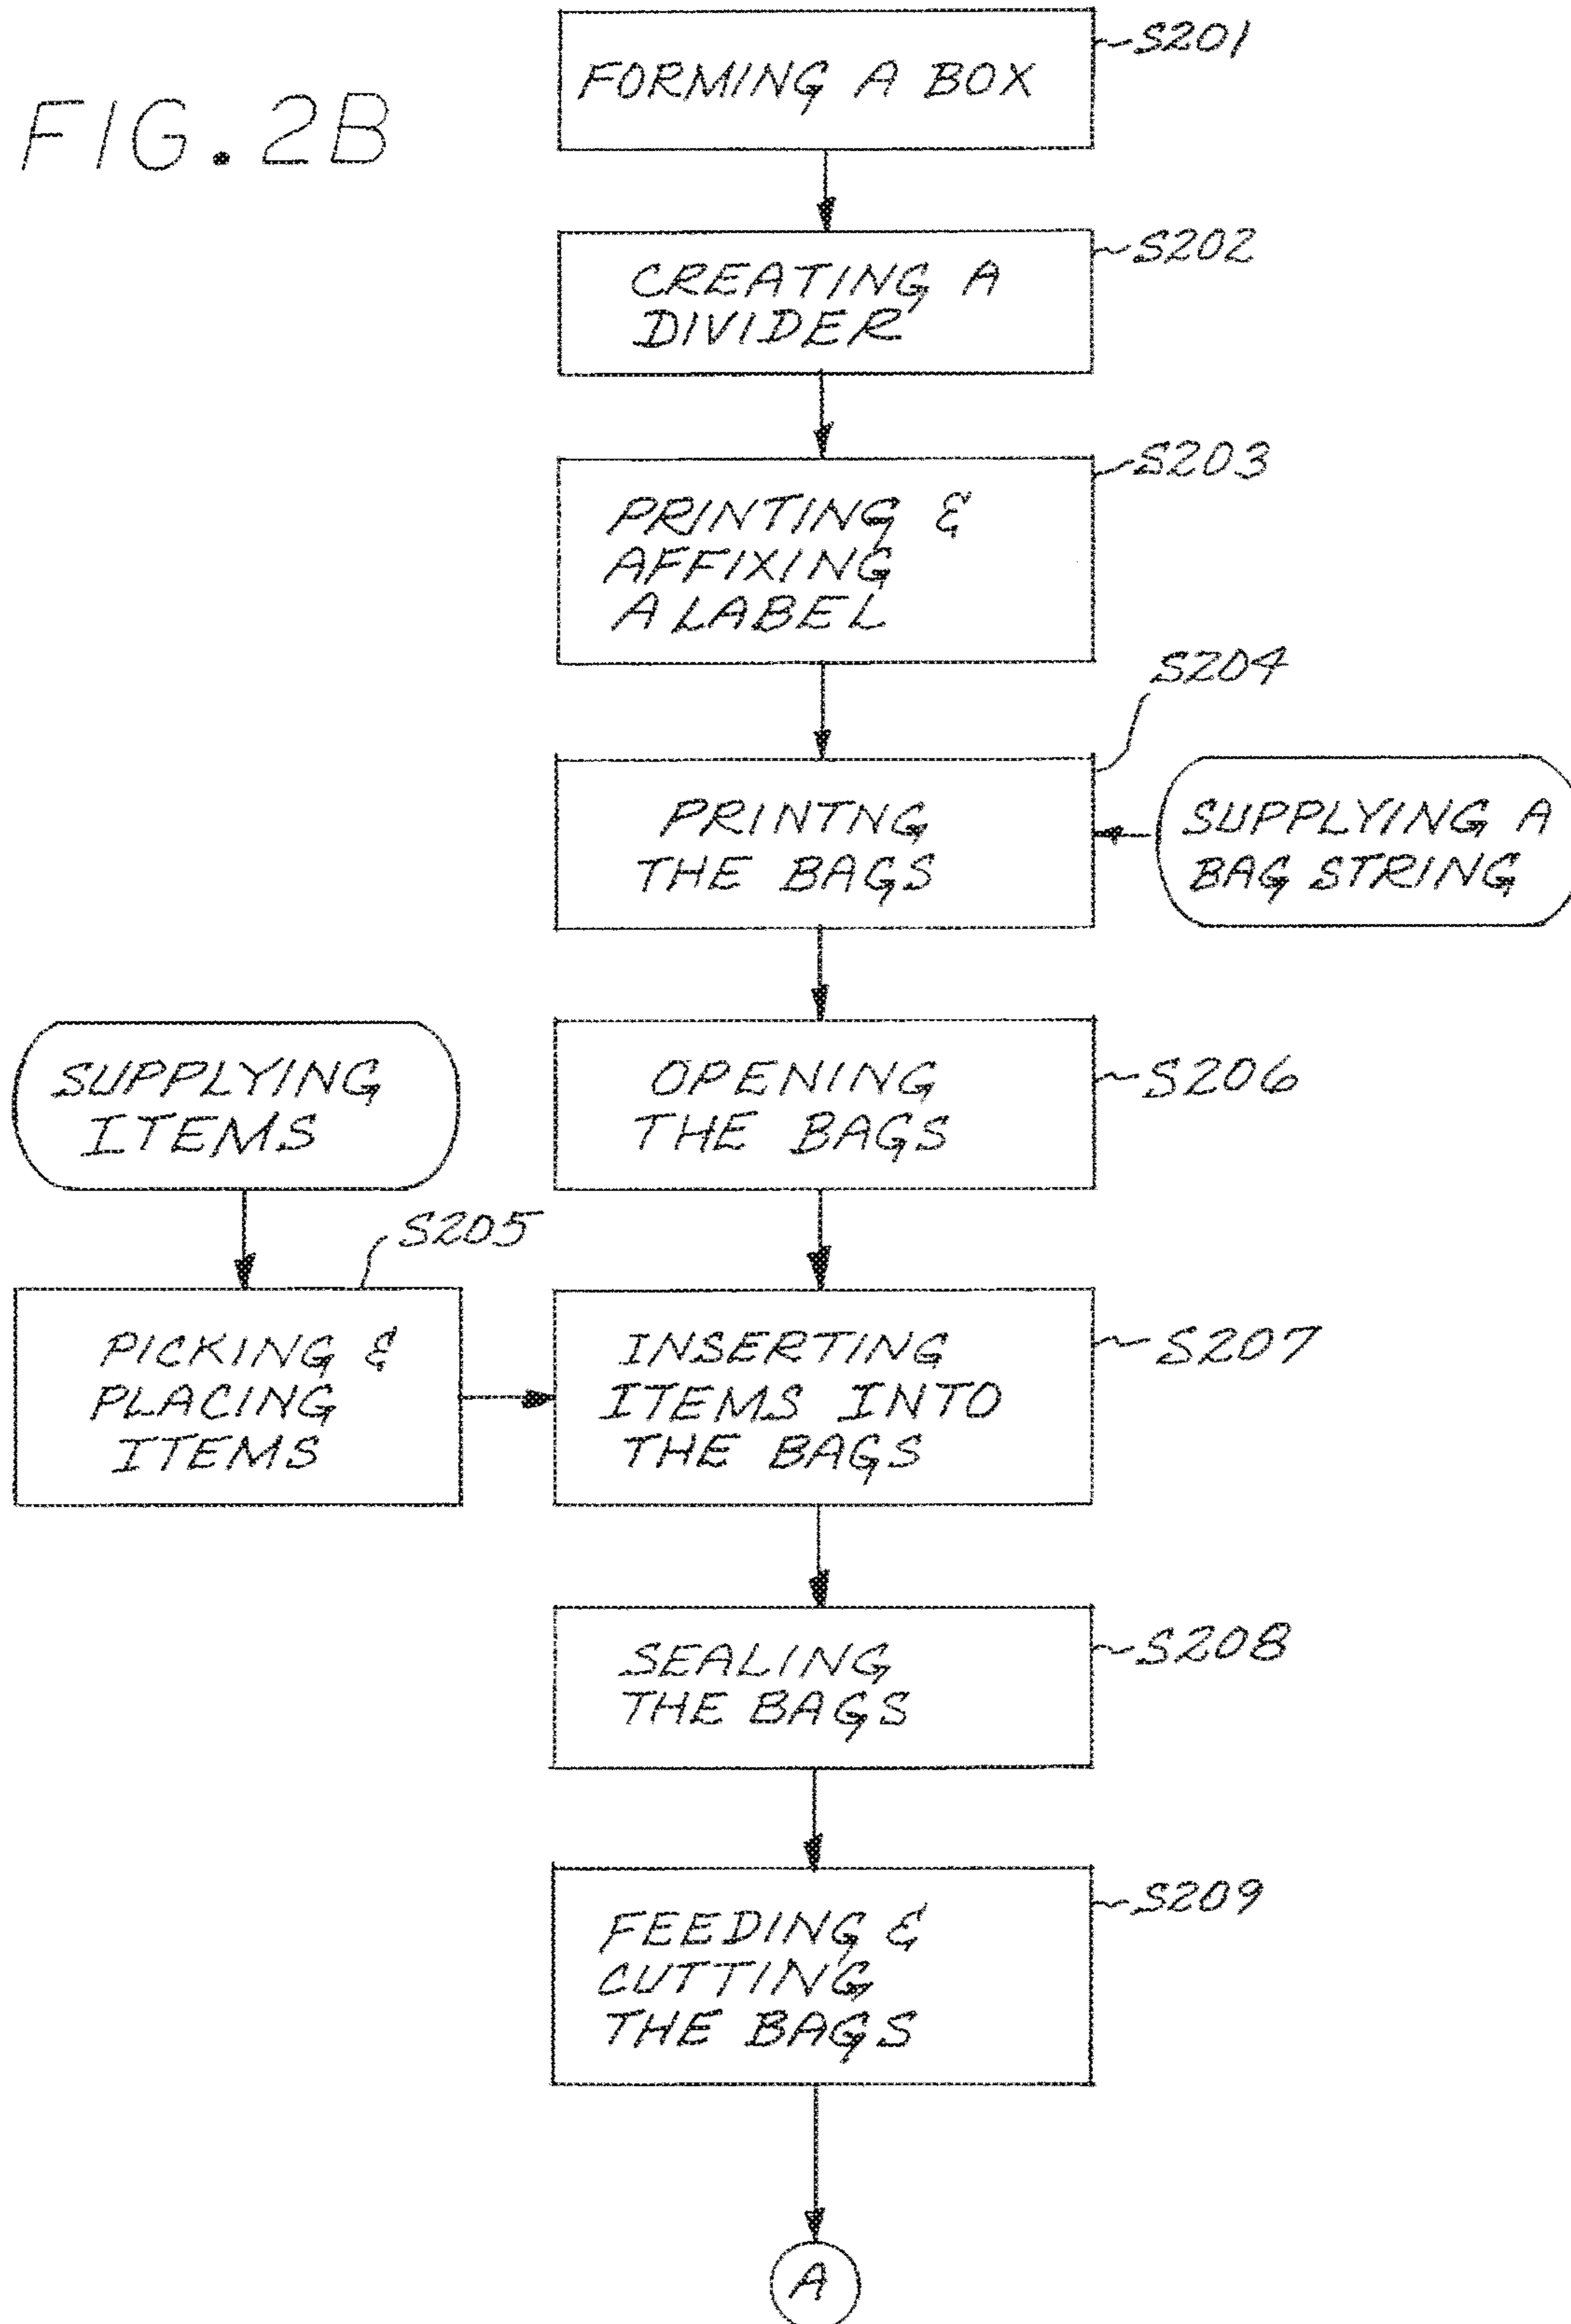 FIG. 2B
FORMING A BOX
S201
CREATING A
DIVIDER
S202
PRINTING &
AFFIXING
A LABEL
S203
S204
PRINTNG
THE BAGS
SUPPLYING A
BAG STRING
SUPPLYING
ITEMS
OPENING
THE BAGS
S206
S205
PICKING &
PLACING
ITEMS
INSERTING
ITEMS INTO
THE BAGS
S207
SEALING
THE BAGS
S208
FEEDING &
CUTTING
THE BAGS
S209
A